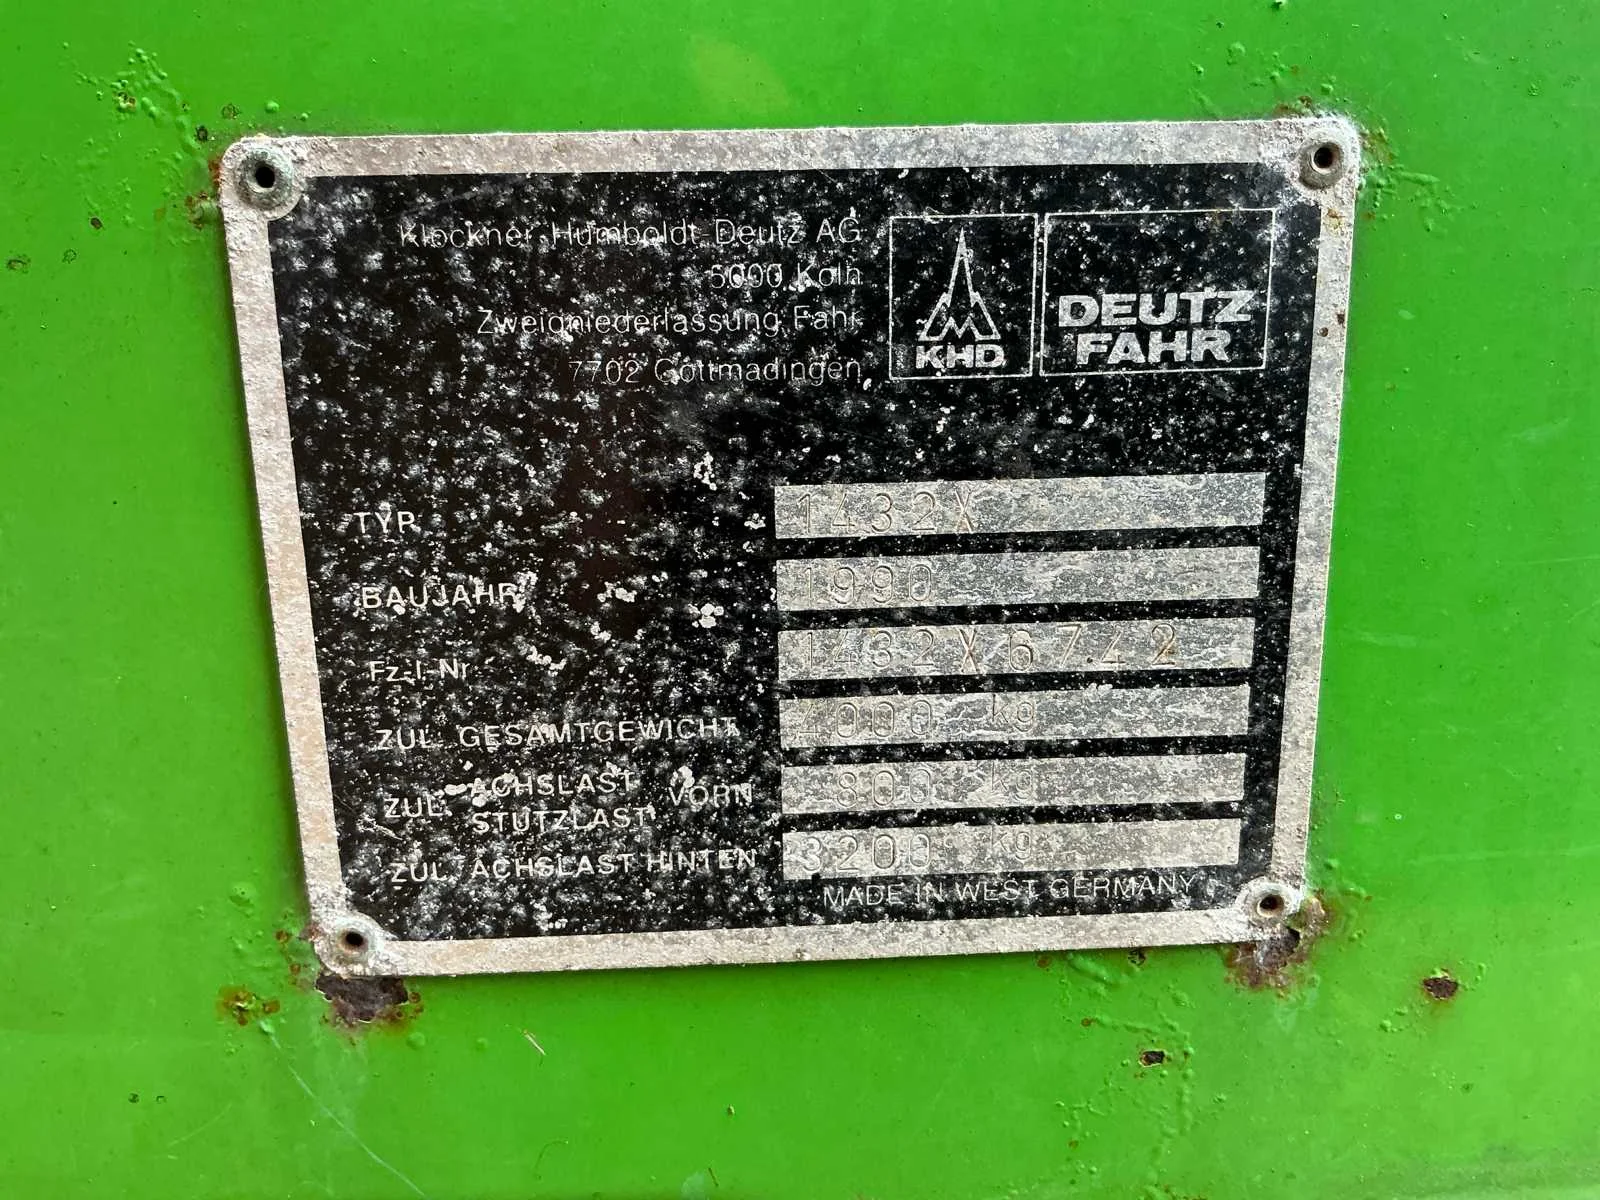 Klöckner-Humboldt-Deutz AG
5000 Köln
Zweigniederlassung Fahr
7702 Gottmadingen
KHD
DEUTZ
FAHR
TYP 1432X
BAUJAHR 1990
Fz-I-Nr 1432X6742
ZUL. GESAMTGEWICHT 4000 kg
ZUL. ACHSLAST STÜTZLAST VORN 800 kg
ZUL. ACHSLAST HINTEN 3200 kg
MADE IN WEST GERMANY